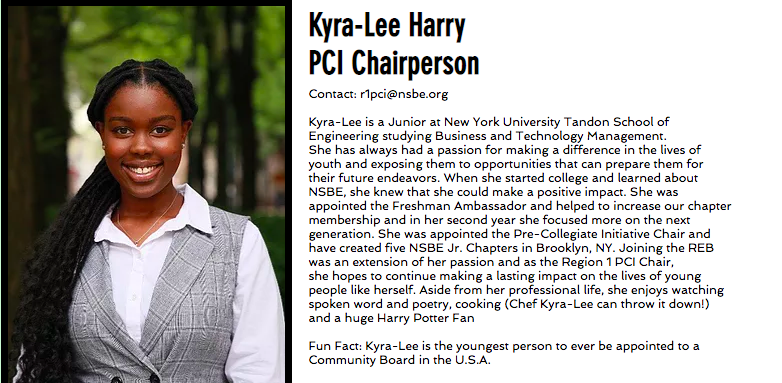 Kyra-Lee Harry
PCI Chairperson
Contact: r1pci@nsbe.org
Kyra-Lee is a Junior at New York University Tandon School of
Engineering studying Business and Technology Management.
She has always had a passion for making a difference in the lives of
youth and exposing them to opportunities that can prepare them for
their future endeavors. When she started college and learned about
NSBE, she knew that she could make a positive impact. She was
appointed the Freshman Ambassador and helped to increase our chapter
membership and in her second year she focused more on the next
generation. She was appointed the Pre-Collegiate Initiative Chair and
have created five NSBE Jr. Chapters in Brooklyn, NY. Joining the REB
was an extension of her passion and as the Region 1 PCI Chair,
she hopes to continue making a lasting impact on the lives of young
people like herself. Aside from her professional life, she enjoys watching
spoken word and poetry, cooking (Chef Kyra-Lee can throw it down!)
and a huge Harry Potter Fan
Fun Fact: Kyra-Lee is the youngest person to ever be appointed to a
Community Board in the U.S.A.